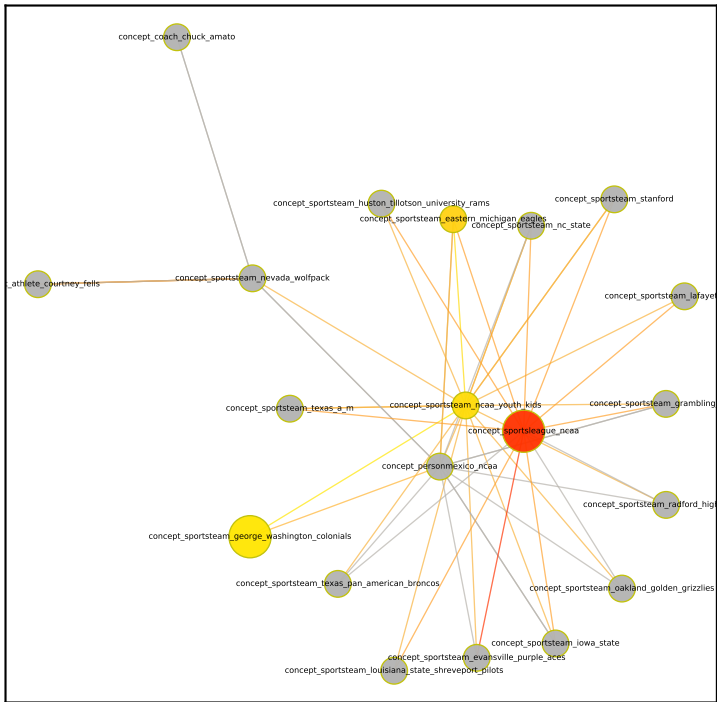 concept_coach_chuck_amato
concept_sportsteam_stanford
concept_sportsteam_huston_tillotson_university_rams
concept_sportsteam_eastern_michigan_eagles
concept_sportsteam_nc_state
concept_sportsteam_nevada_wolfpack
t_athlete_courtney_fells
concept_sportsteam_lafayet
concept_sportsteam_ncaa_youth_kids
concept_sportsteam_texas_a_m
concept_sportsteam_grambling
concept_sportsleague_ncaa
concept_personmexico_ncaa
concept_sportsteam_radford_high
concept_sportsteam_george_washington_colonials
concept_sportsteam_texas_pan_american_broncos
concept_sportsteam_oakland_golden_grizzlies
concept_sportsteam_iowa_state
concept_sportsteam_evansville_purple_aces
concept_sportsteam_louisiana_state_shreveport_pilots